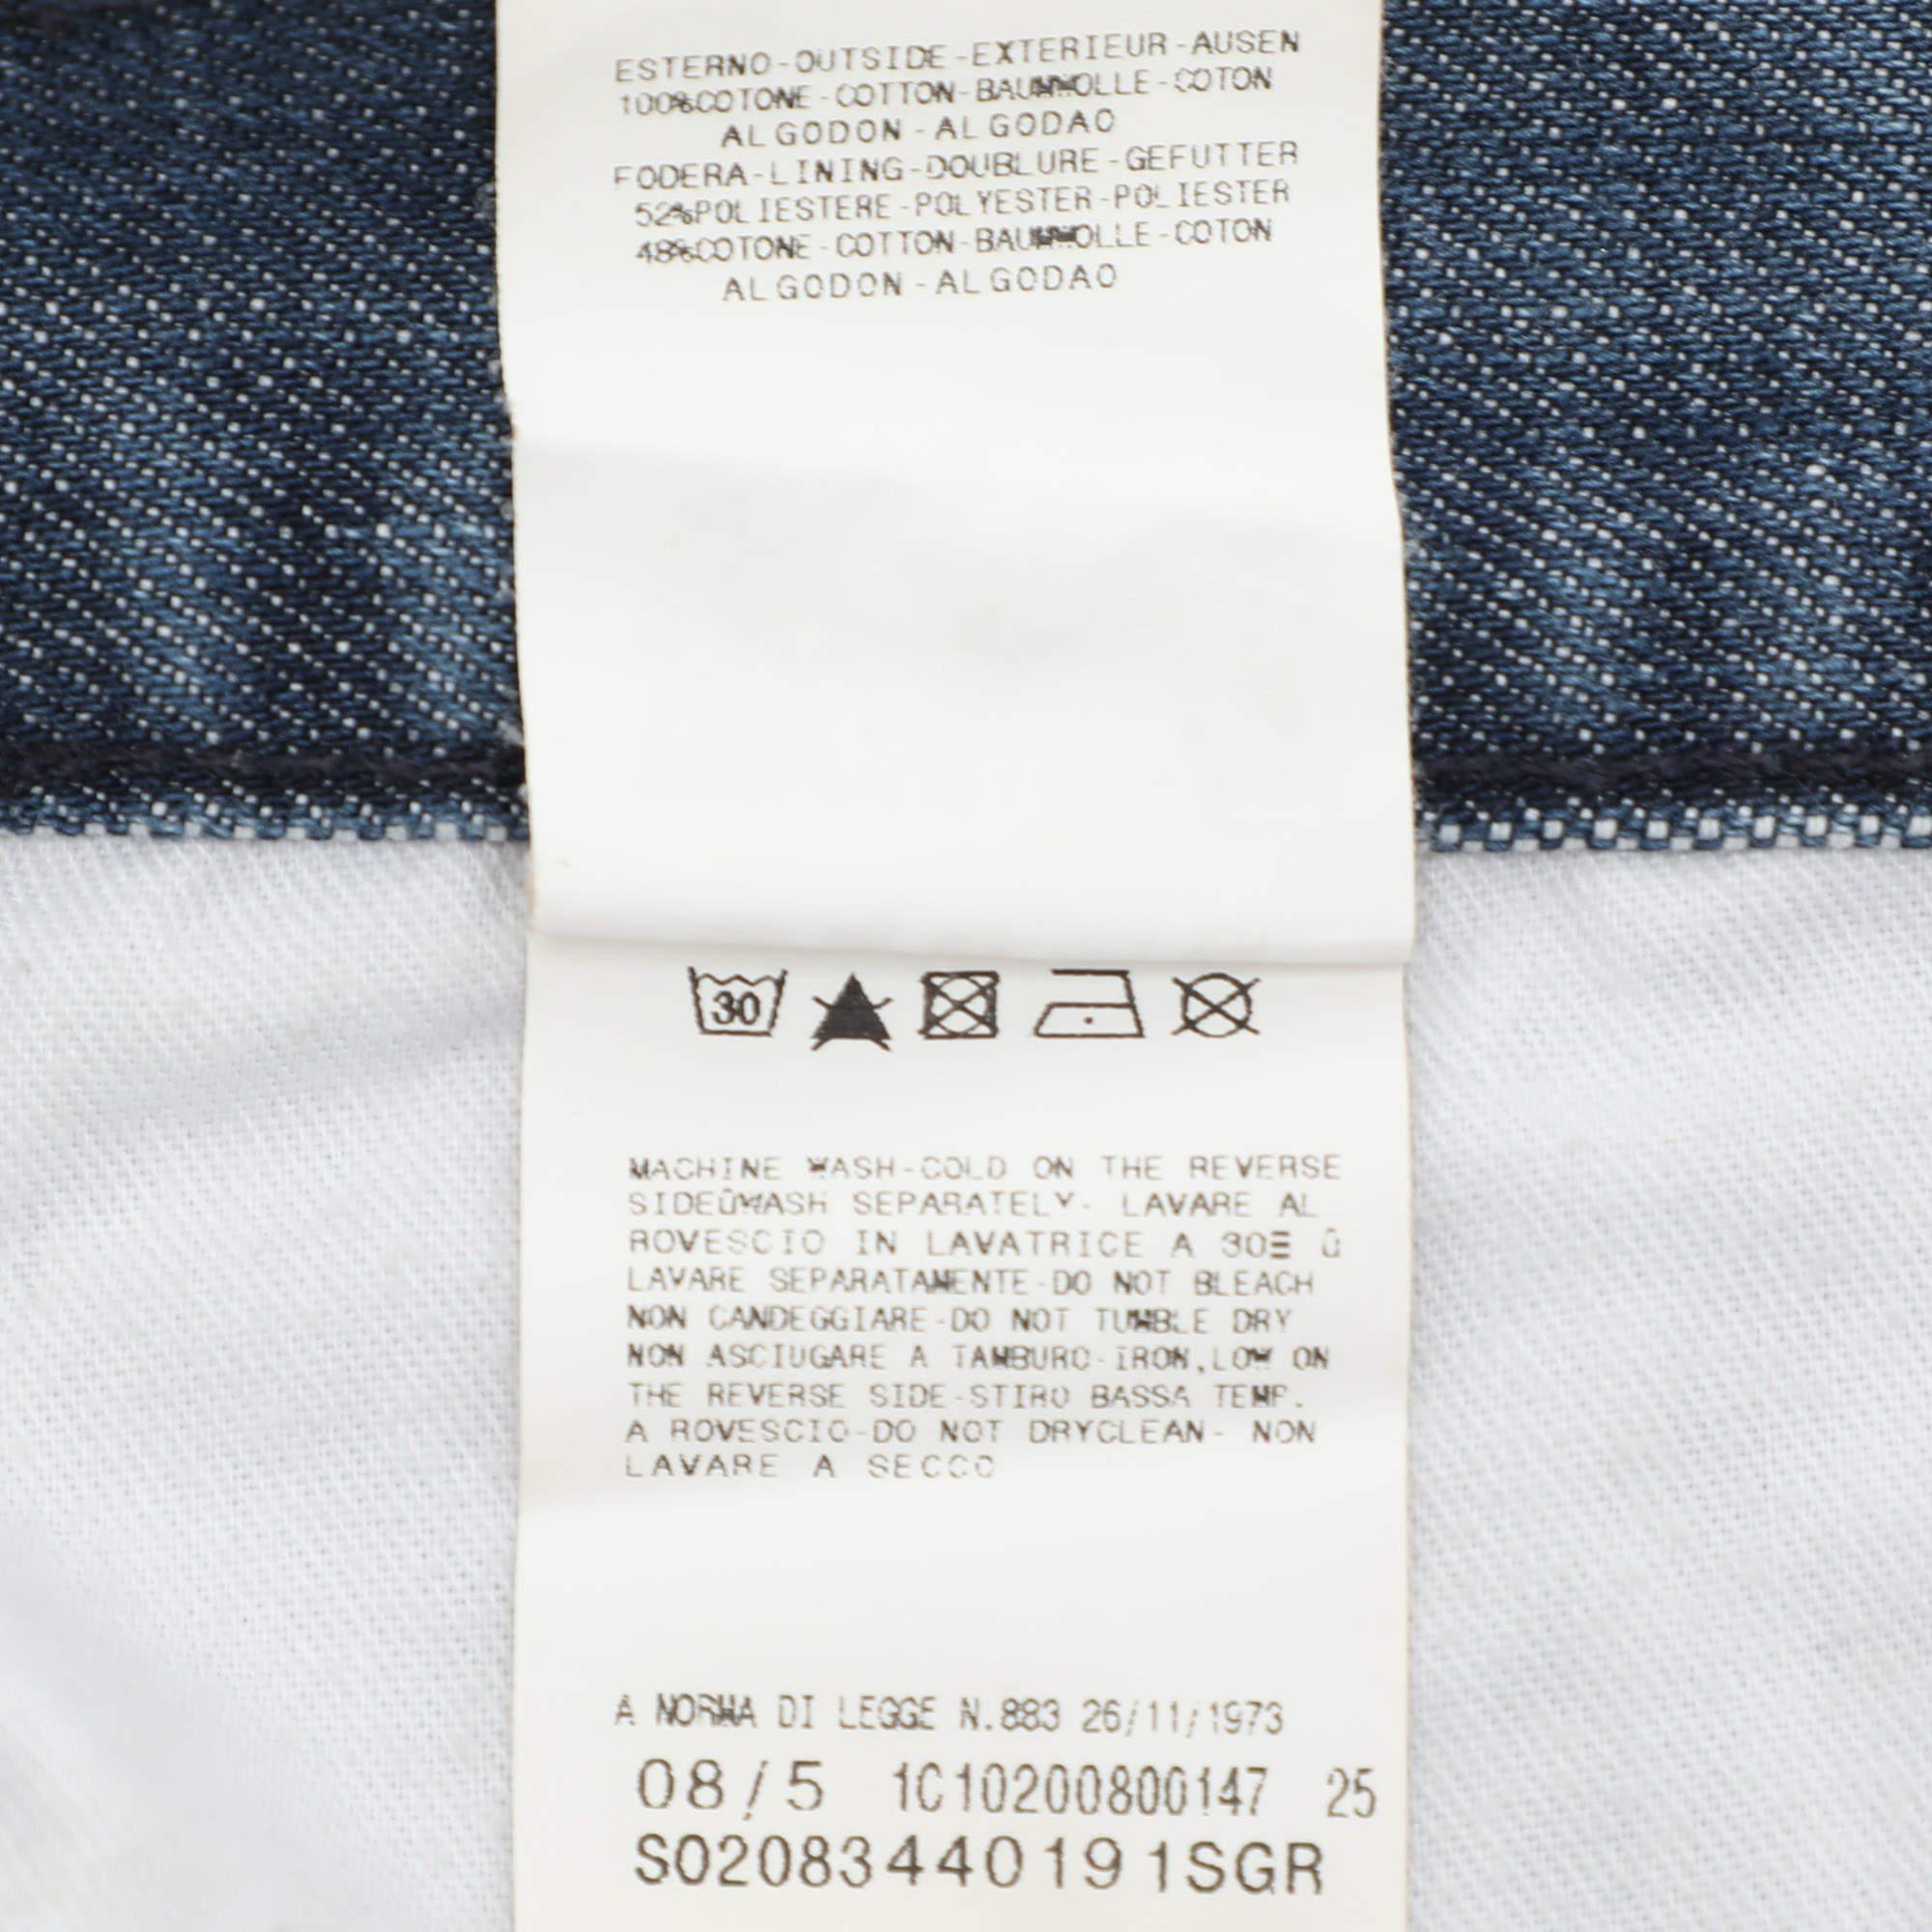 ESTERNO-OUTSIDE-EXTERIEUR-AUSEN
100%COTONE-COTTON-BAUMWOLLE-COTON
ALGODON-ALGODAO
FODERA-LINING-DOUBLURE-GEFUTTER
52%POLIESTERE-POLYESTER-POLIESTER
48%COTONE-COTTON-BAUMWOLLE-COTON
ALGODON-ALGODAO
30
MACHINE WASH-COLD ON THE REVERSE
SIDEÛWASH SEPARATELY- LAVARE AL
ROVESCIO IN LAVATRICE A 30Ξ Û
LAVARE SEPARATAMENTE-DO NOT BLEACH
NON CANDEGGIARE-DO NOT TUMBLE DRY
NON ASCIUGARE A TAMBURO-IRON,LOW ON
THE REVERSE SIDE-STIRO BASSA TEMP.
A ROVESCIO-DO NOT DRYCLEAN- NON
LAVARE A SECCO
A NORMA DI LEGGE N.883 26/11/1973
08/5 1C10200800147 25
S02083440191SGR